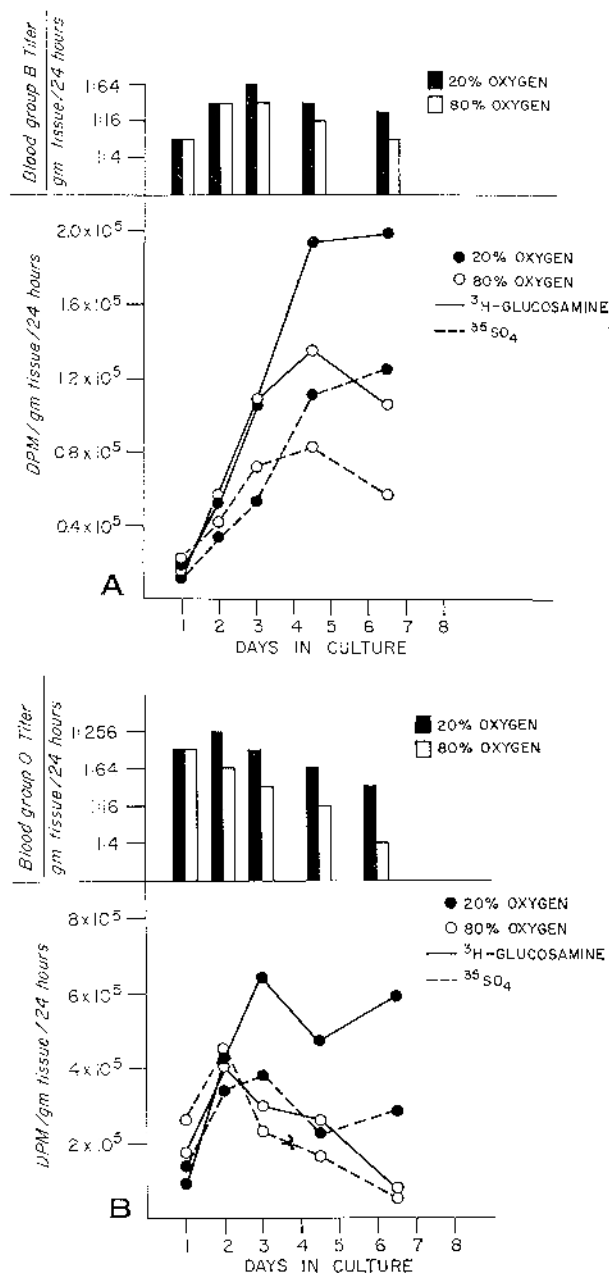 Blood group B Titer
gm tissue/24 hours
1:64
1:16
1:4
20% OXYGEN
80% OXYGEN
DPM/gm tissue/24 hours
2.0x10⁵
1.6x10⁵
1.2x10⁵
0.8x10⁵
0.4x10⁵
20% OXYGEN
80% OXYGEN
³H-GLUCOSAMINE
³⁵SO₄
A
1 2 3 4 5 6 7 8
DAYS IN CULTURE
Blood group O Titer
gm tissue/24 hours
1:256
1:64
1:16
1:4
20% OXYGEN
80% OXYGEN
DPM/gm tissue/24 hours
8x10⁵
6x10⁵
4x10⁵
2x10⁵
20% OXYGEN
80% OXYGEN
³H-GLUCOSAMINE
³⁵SO₄
B
1 2 3 4 5 6 7 8
DAYS IN CULTURE